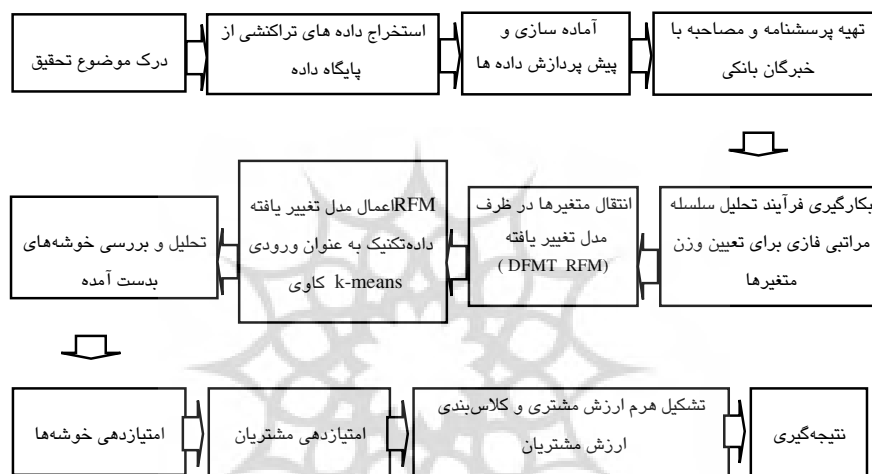 درک موضوع تحقیق
استخراج داده های تراکنشی از
پایگاه داده
آماده سازی و
پیش پردازش داده ها
تهیه پرسشنامه و مصاحبه با
خبرگان بانکی
بکارگیری فرآیند تحلیل سلسله
مراتبی فازی برای تعیین وزن
متغیرها
انتقال متغیرها در ظرف
مدل تغییر یافته
(DFMT RFM)
RFMاعمال مدل تغییر یافته
داده‌تکنیک به عنوان ورودی
k-means کاوی
تحلیل و بررسی خوشه‌های
بدست آمده
امتیازدهی خوشه‌ها
امتیازدهی مشتریان
تشکیل هرم ارزش مشتری و کلاس‌بندی
ارزش مشتریان
نتیجه‌گیری